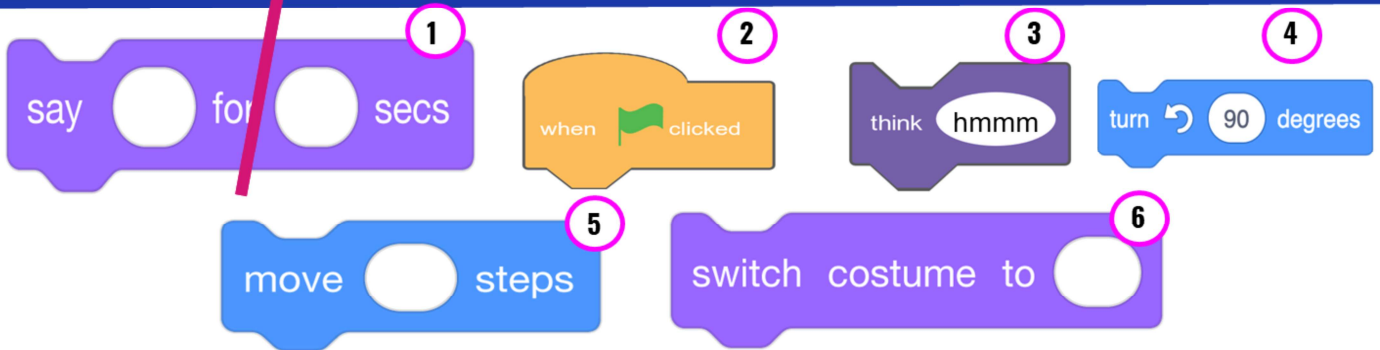 1
say for secs
2
when clicked
3
think hmmm
4
turn 90 degrees
5
move steps
6
switch costume to